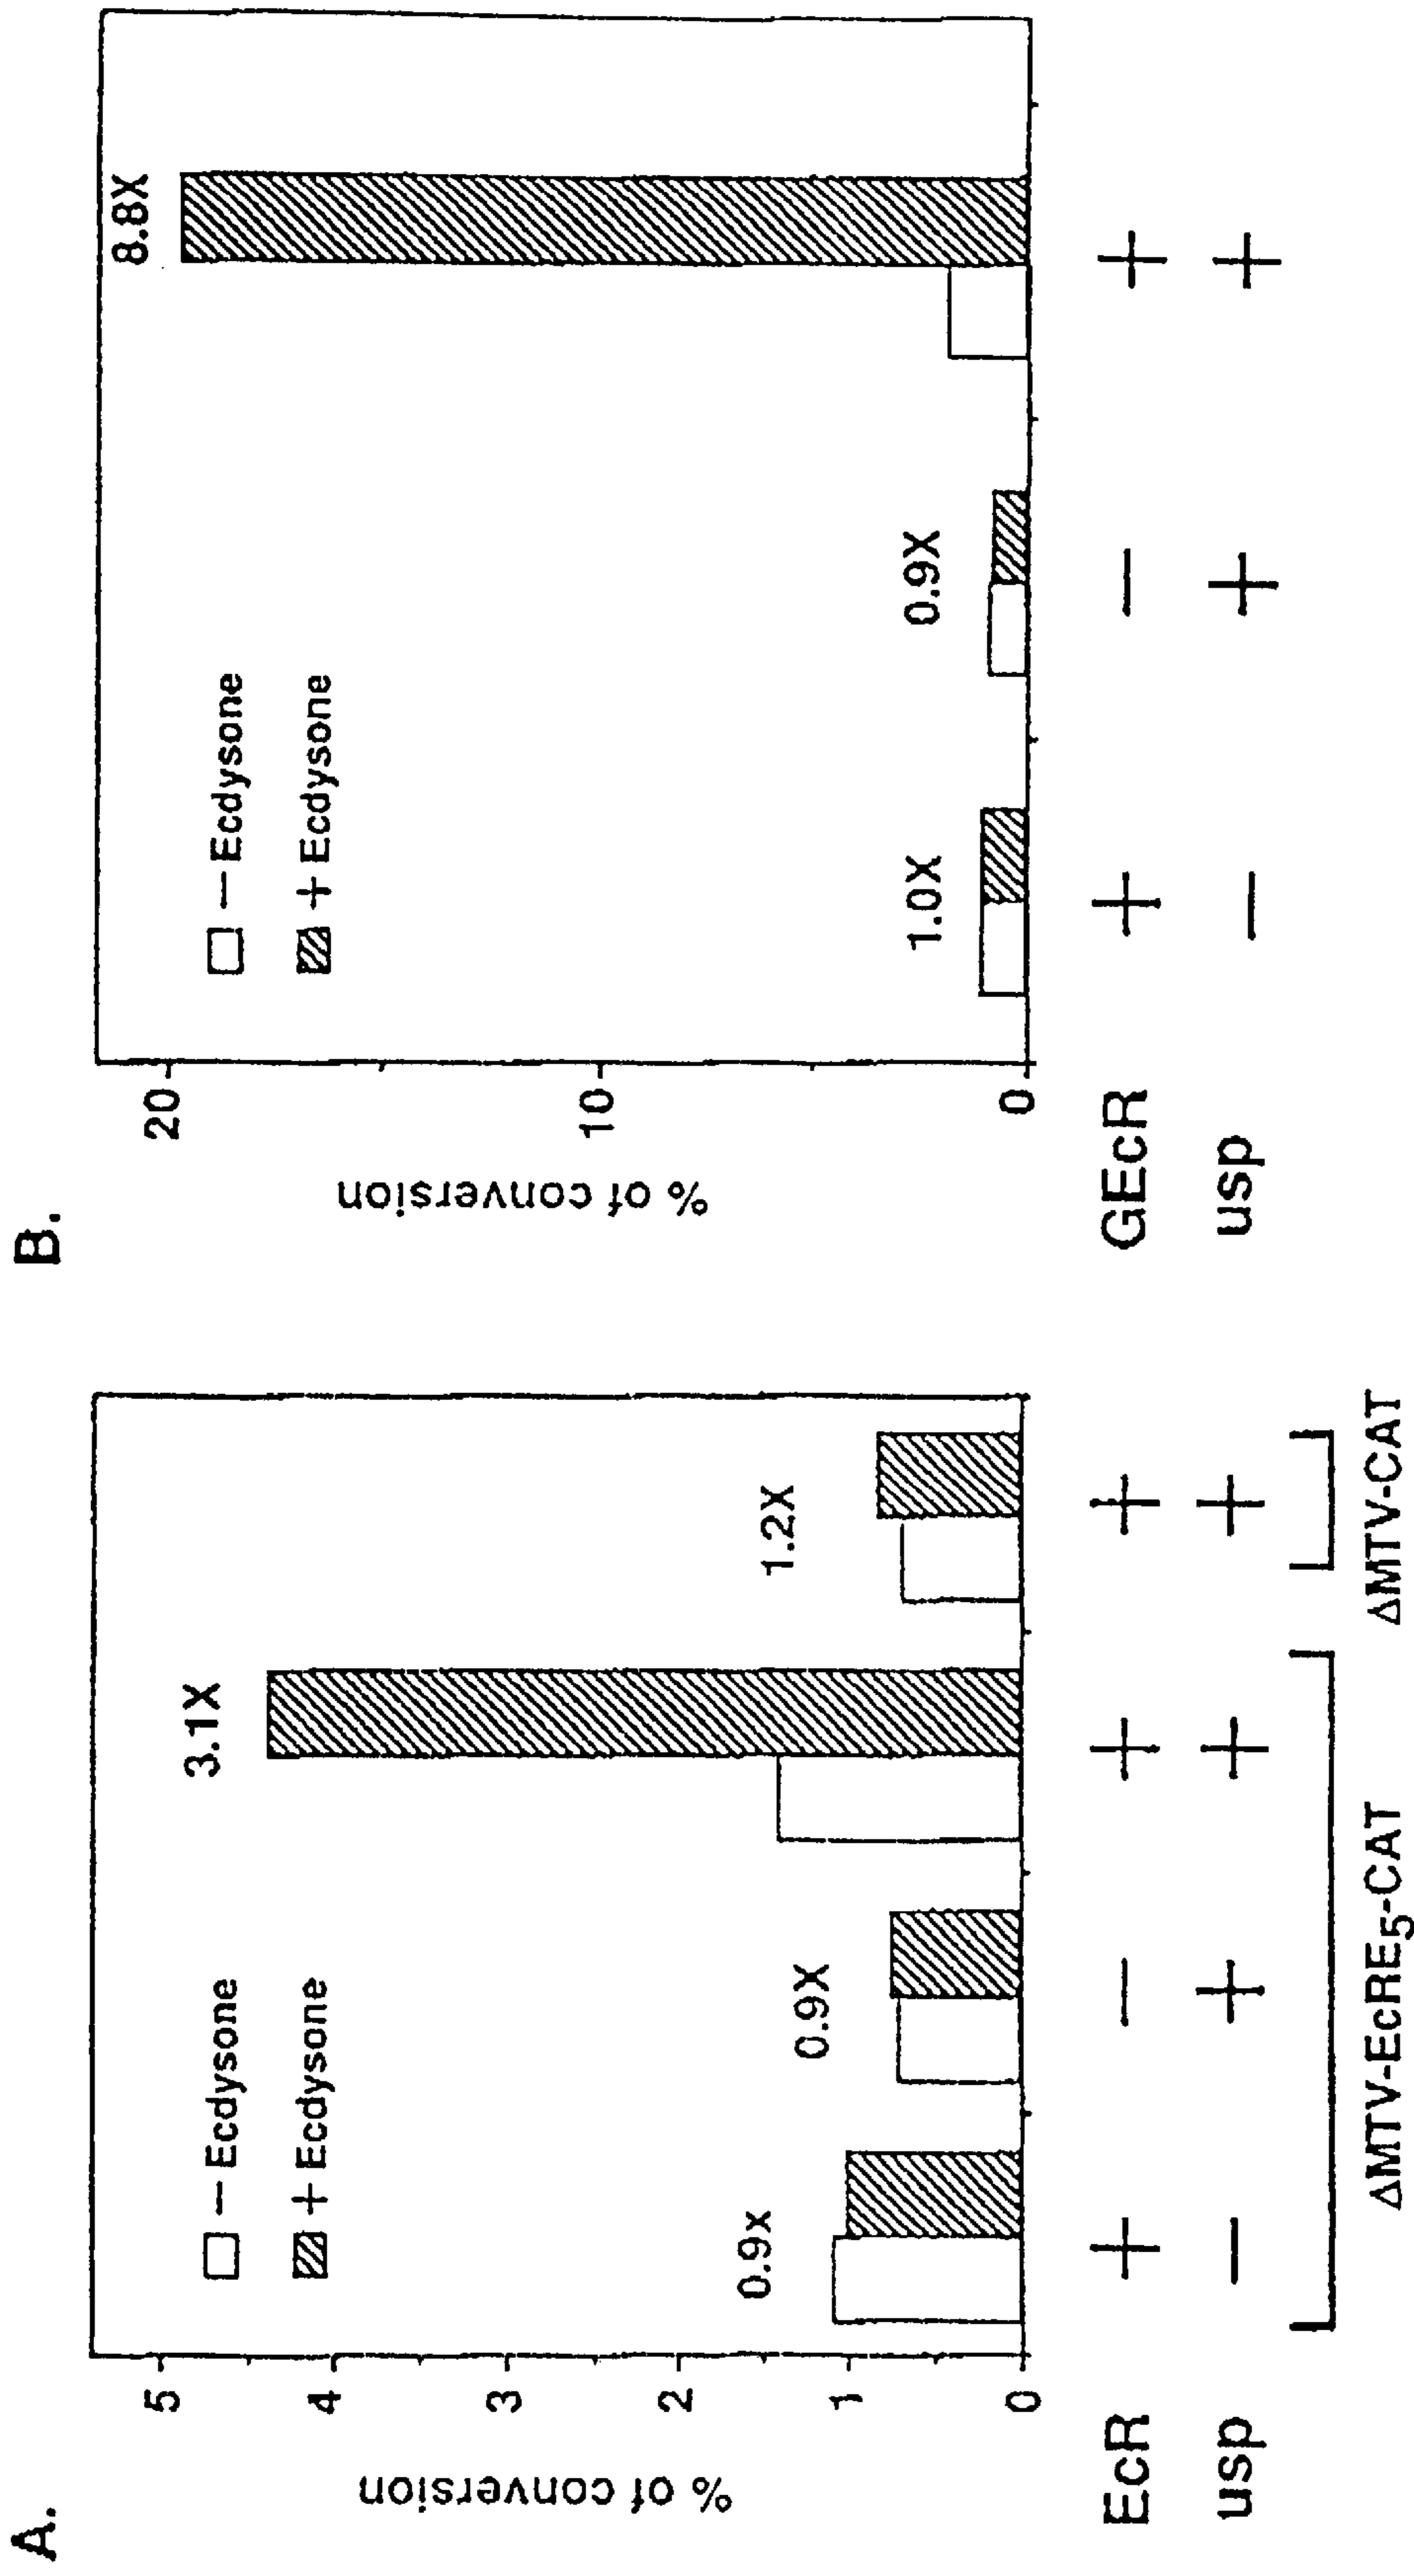 A.
% of conversion
5
4
3
2
1
0
— Ecdysone
+ Ecdysone
0.9x
0.9X
3.1X
1.2X
EcR + — + +
usp — + + +
ΔMTV-EcRE5-CAT
ΔMTV-CAT
B.
% of conversion
20
10
0
— Ecdysone
+ Ecdysone
1.0X
0.9X
8.8X
GEcR + — +
usp — + +